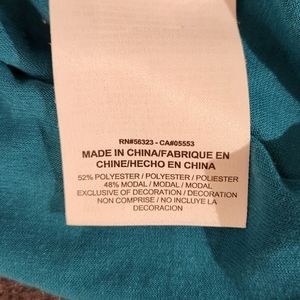 RN#56323 - CA#05553
MADE IN CHINA/FABRIQUE EN
CHINE/HECHO EN CHINA
52% POLYESTER / POLYESTER / POLIESTER
48% MODAL / MODAL / MODAL
EXCLUSIVE OF DECORATION / DECORATION
NON COMPRISE / NO INCLUYE LA
DECORACION